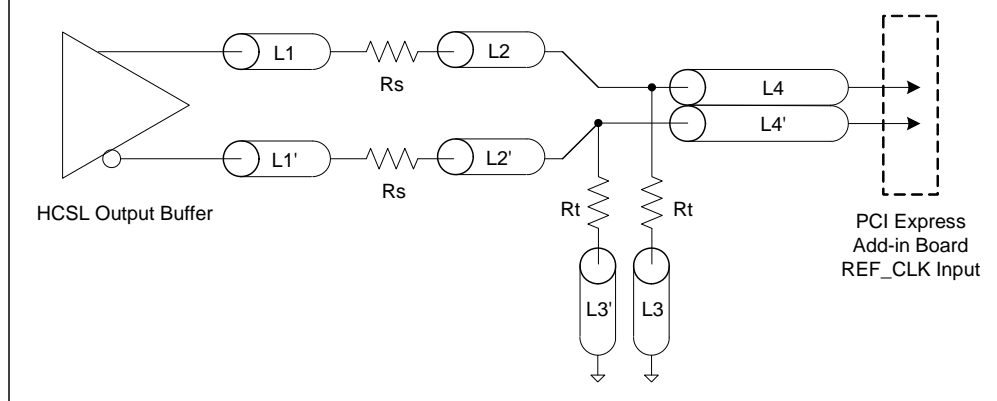 L1
Rs
L2
L4
L4'
L1'
Rs
L2'
HCSL Output Buffer
Rt
Rt
L3'
L3
PCI Express
Add-in Board
REF_CLK Input